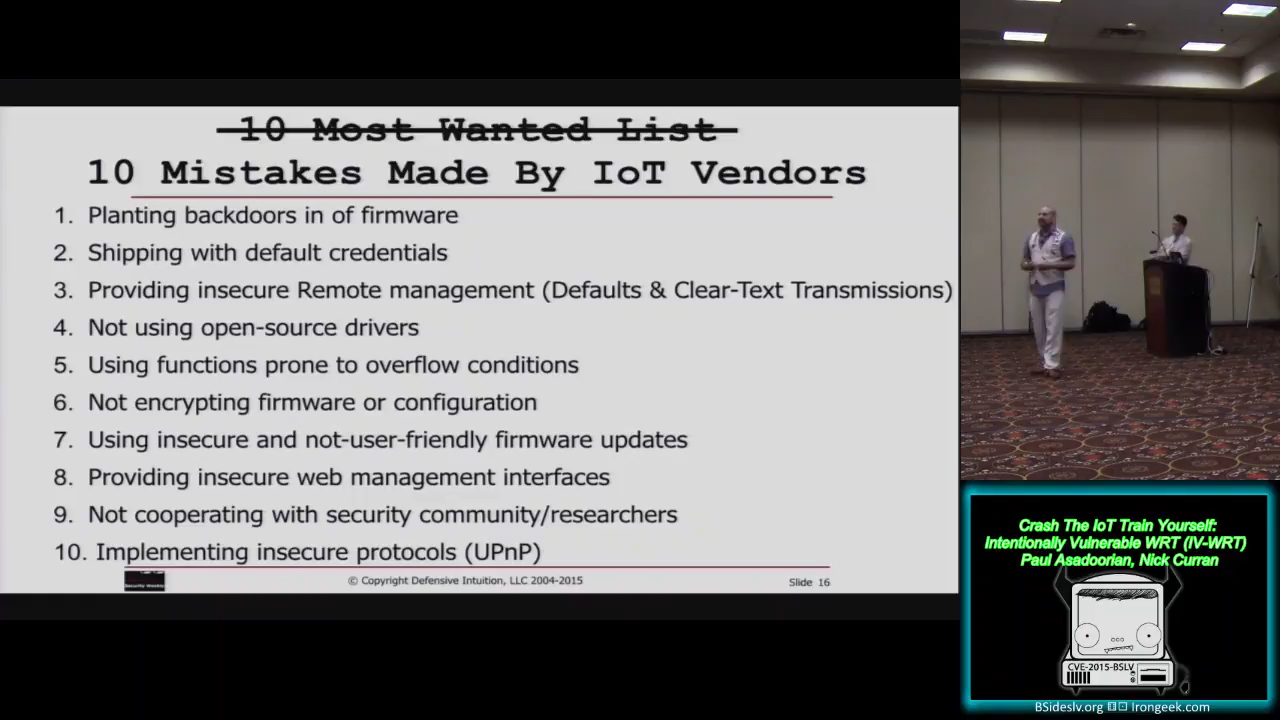 10 Most Wanted List
10 Mistakes Made By IoT Vendors
1. Planting backdoors in of firmware
2. Shipping with default credentials
3. Providing insecure Remote management (Defaults & Clear-Text Transmissions)
4. Not using open-source drivers
5. Using functions prone to overflow conditions
6. Not encrypting firmware or configuration
7. Using insecure and not-user-friendly firmware updates
8. Providing insecure web management interfaces
9. Not cooperating with security community/researchers
10. Implementing insecure protocols (UPnP)
Security Weekly
© Copyright Defensive Intuition, LLC 2004-2015
Slide 16
Crash The IoT Train Yourself:
Intentionally Vulnerable WRT (IV-WRT)
Paul Asadoorian, Nick Curran
CVE-2015-BSLV
BSideslv.org Irongeek.com